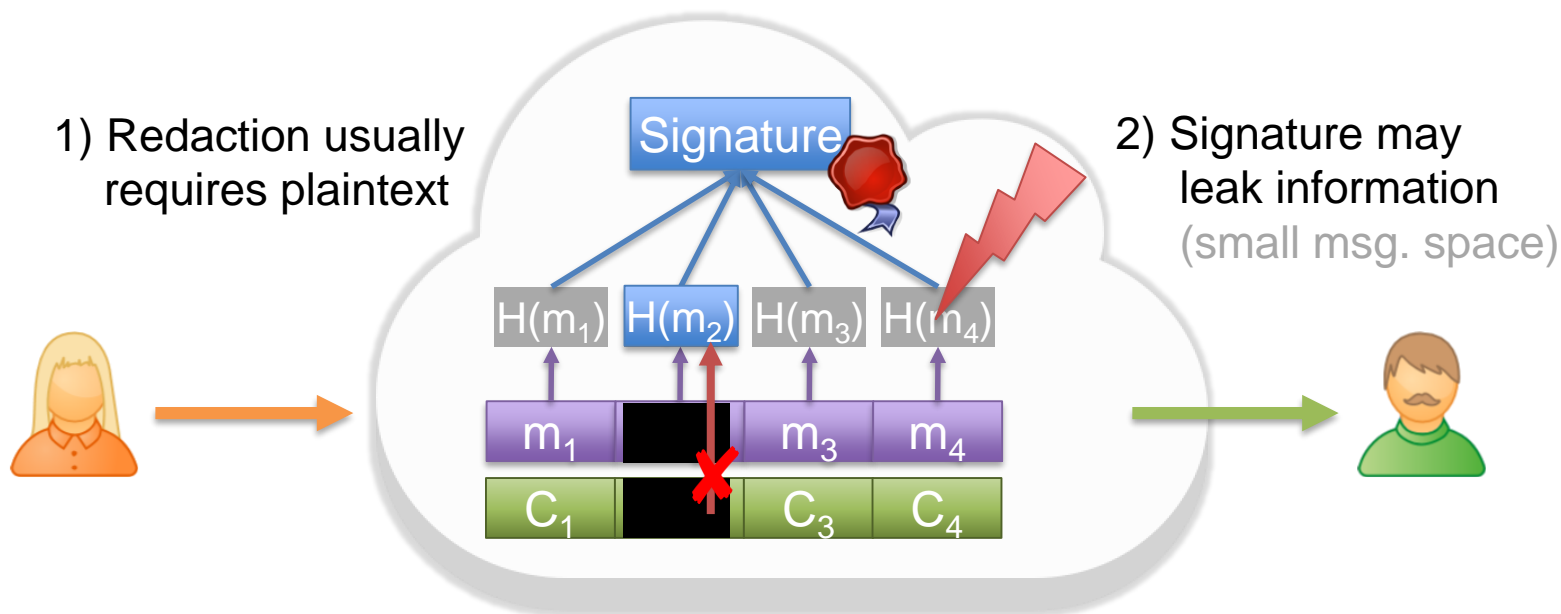 1) Redaction usually
requires plaintext
Signature
2) Signature may
leak information
(small msg. space)
H(m₁) H(m₂) H(m₃) H(m₄)
m₁ m₃ m₄
C₁ C₃ C₄